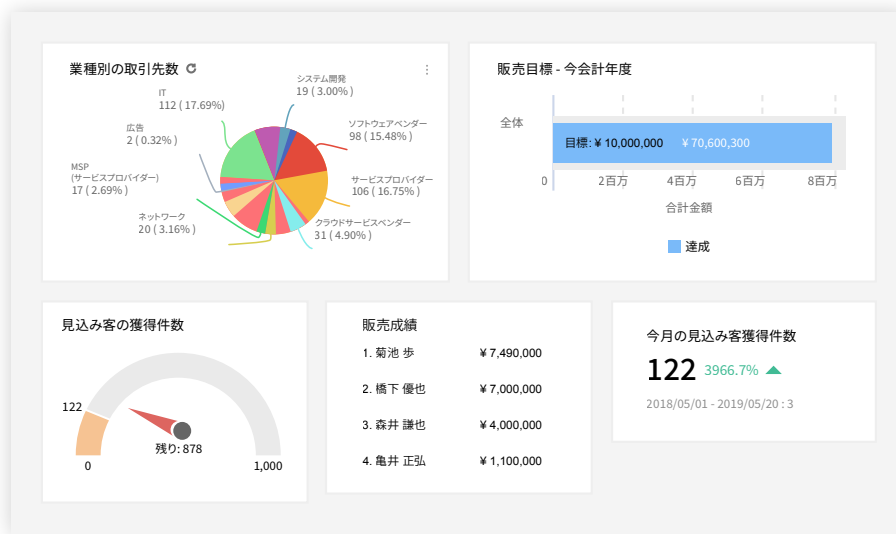 業種別の取引先数
IT
112 ( 17.69%)
システム開発
19 ( 3.00% )
広告
2 ( 0.32% )
ソフトウェアベンダー
98 ( 15.48% )
MSP
(サービスプロバイダー)
17 ( 2.69% )
サービスプロバイダー
106 ( 16.75% )
ネットワーク
20 ( 3.16% )
クラウドサービスベンダー
31 ( 4.90% )
販売目標 - 今会計年度
全体
目標: ¥ 10,000,000 ¥ 70,600,300
0 2百万 4百万 6百万 8百万
合計金額
達成
見込み客の獲得件数
122
残り: 878
0 1,000
販売成績
1. 菊池 歩 ¥ 7,490,000
2. 橋下 優也 ¥ 7,000,000
3. 森井 謙也 ¥ 4,000,000
4. 亀井 正弘 ¥ 1,100,000
今月の見込み客獲得件数
122 3966.7%
2018/05/01 - 2019/05/20 : 3